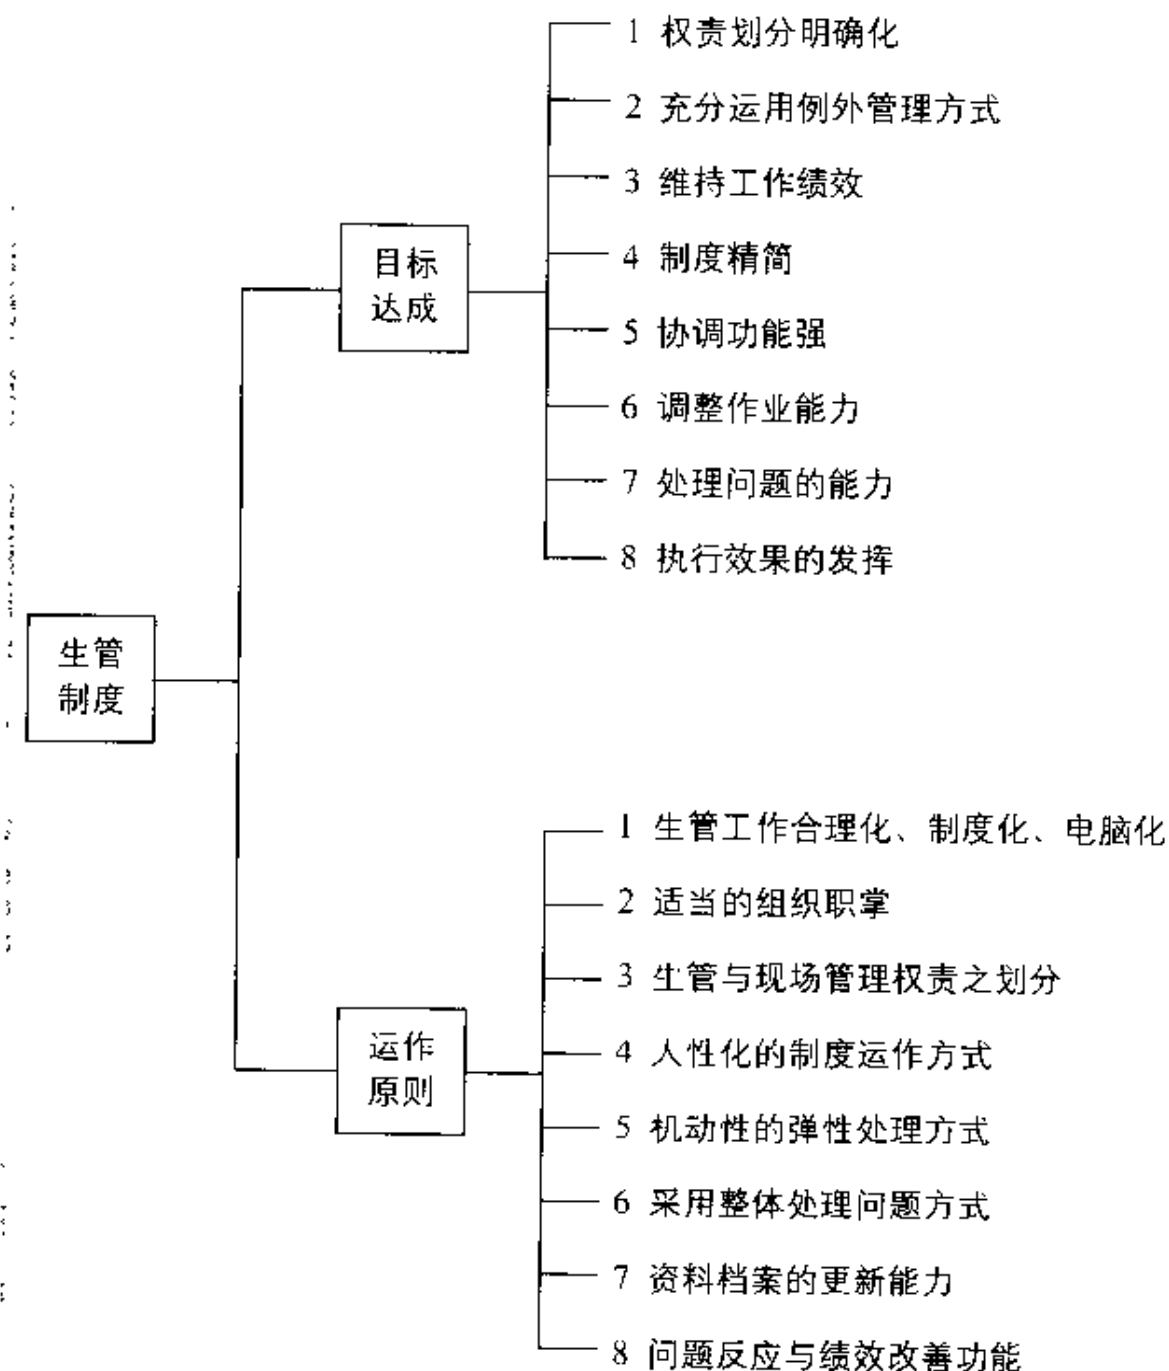 1 权责划分明确化
2 充分运用例外管理方式
3 维持工作绩效
4 制度精简
5 协调功能强
6 调整作业能力
7 处理问题的能力
8 执行效果的发挥
目标
达成
生管
制度
1 生管工作合理化、制度化、电脑化
2 适当的组织职掌
3 生管与现场管理权责之划分
4 人性化的制度运作方式
5 机动性的弹性处理方式
6 采用整体处理问题方式
7 资料档案的更新能力
8 问题反应与绩效改善功能
运作
原则